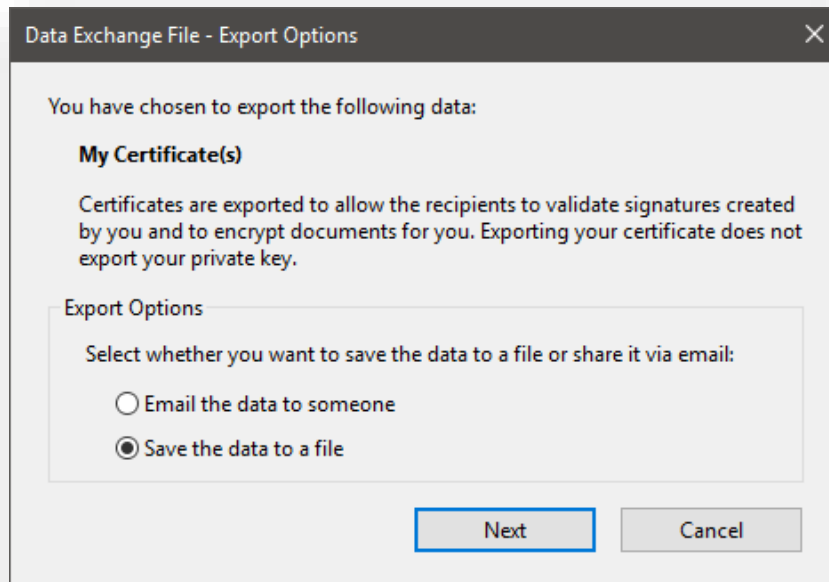 Data Exchange File - Export Options
You have chosen to export the following data:
My Certificate(s)
Certificates are exported to allow the recipients to validate signatures created
by you and to encrypt documents for you. Exporting your certificate does not
export your private key.
Export Options
Select whether you want to save the data to a file or share it via email:
Email the data to someone
Save the data to a file
Next Cancel